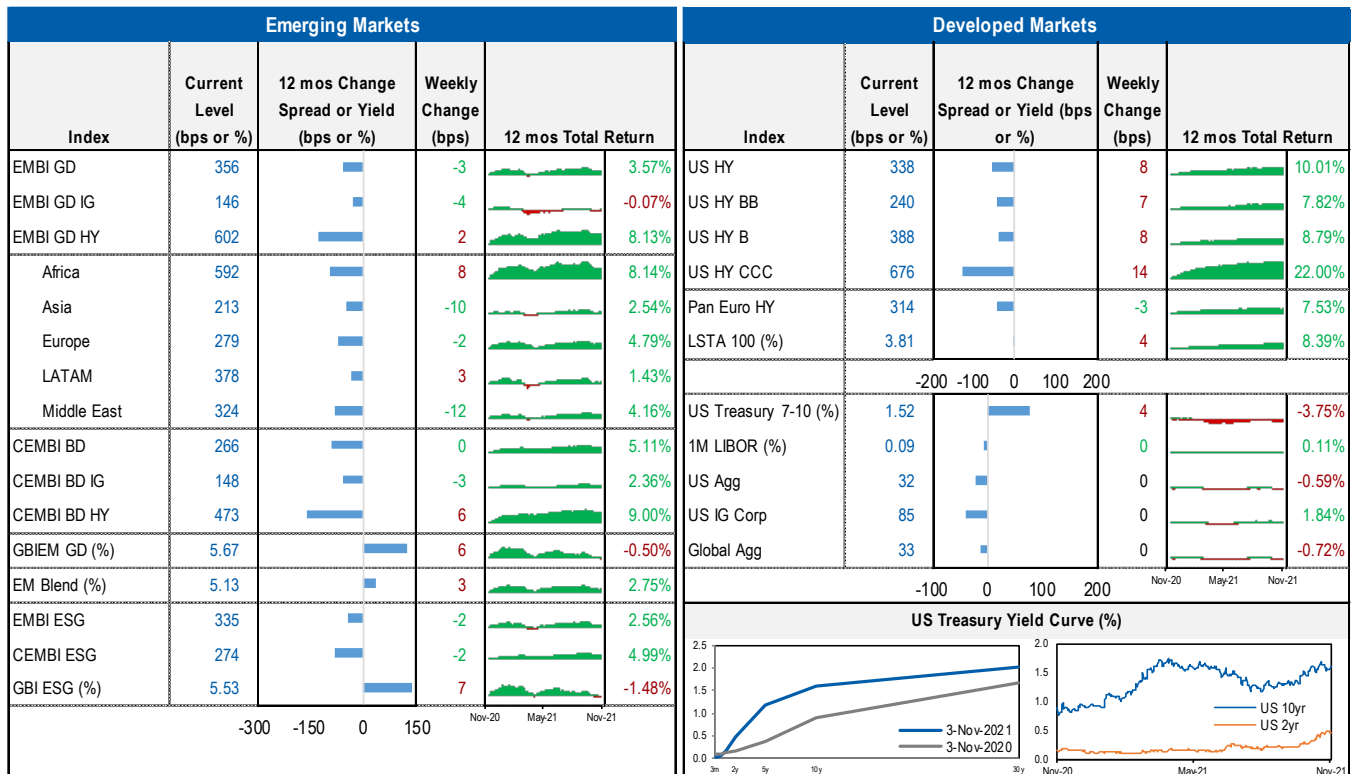 Emerging Markets
Index Current Level (bps or %) 12 mos Change Spread or Yield (bps or %) Weekly Change (bps) 12 mos Total Return
EMBI GD 356 -3 3.57%
EMBI GD IG 146 -4 -0.07%
EMBI GD HY 602 2 8.13%
Africa 592 8 8.14%
Asia 213 -10 2.54%
Europe 279 -2 4.79%
LATAM 378 3 1.43%
Middle East 324 -12 4.16%
CEMBI BD 266 0 5.11%
CEMBI BD IG 148 -3 2.36%
CEMBI BD HY 473 6 9.00%
GBIEM GD (%) 5.67 6 -0.50%
EM Blend (%) 5.13 3 2.75%
EMBI ESG 335 -2 2.56%
CEMBI ESG 274 -2 4.99%
GBI ESG (%) 5.53 7 -1.48%
-300 -150 0 150
Nov-20 May-21 Nov-21
Developed Markets
Index Current Level (bps or %) 12 mos Change Spread or Yield (bps or %) Weekly Change (bps) 12 mos Total Return
US HY 338 8 10.01%
US HY BB 240 7 7.82%
US HY B 388 8 8.79%
US HY CCC 676 14 22.00%
Pan Euro HY 314 -3 7.53%
LSTA 100 (%) 3.81 4 8.39%
-200 -100 0 100 200
US Treasury 7-10 (%) 1.52 4 -3.75%
1M LIBOR (%) 0.09 0 0.11%
US Agg 32 0 -0.59%
US IG Corp 85 0 1.84%
Global Agg 33 0 -0.72%
Nov-20 May-21 Nov-21
-100 0 100 200
US Treasury Yield Curve (%)
2.5
2.0
1.5
1.0
0.5
0.0
3m 2y 5y 10y 30y
3-Nov-2021
3-Nov-2020
2.0
1.5
1.0
0.5
0.0
US 10yr
US 2yr
Nov-20 May-21 Nov-21